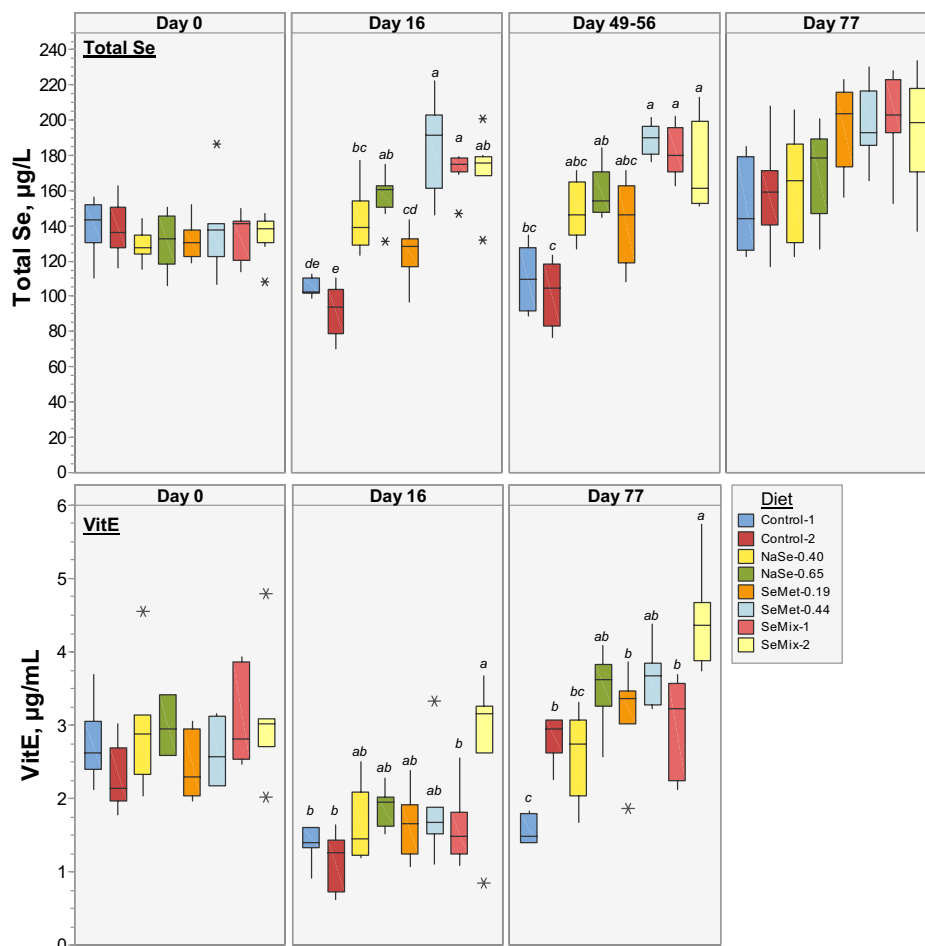 Day 0 Day 16 Day 49-56 Day 77
Total Se
Total Se, µg/L
240
220
200
180
160
140
120
100
80
60
40
20
0
de e bc ab cd a a ab
bc c abc ab abc a a a
Day 0 Day 16 Day 77
VitE
VitE, µg/mL
6
5
4
3
2
1
0
b b ab ab ab ab b a
c b bc ab b ab b a
Diet
Control-1
Control-2
NaSe-0.40
NaSe-0.65
SeMet-0.19
SeMet-0.44
SeMix-1
SeMix-2